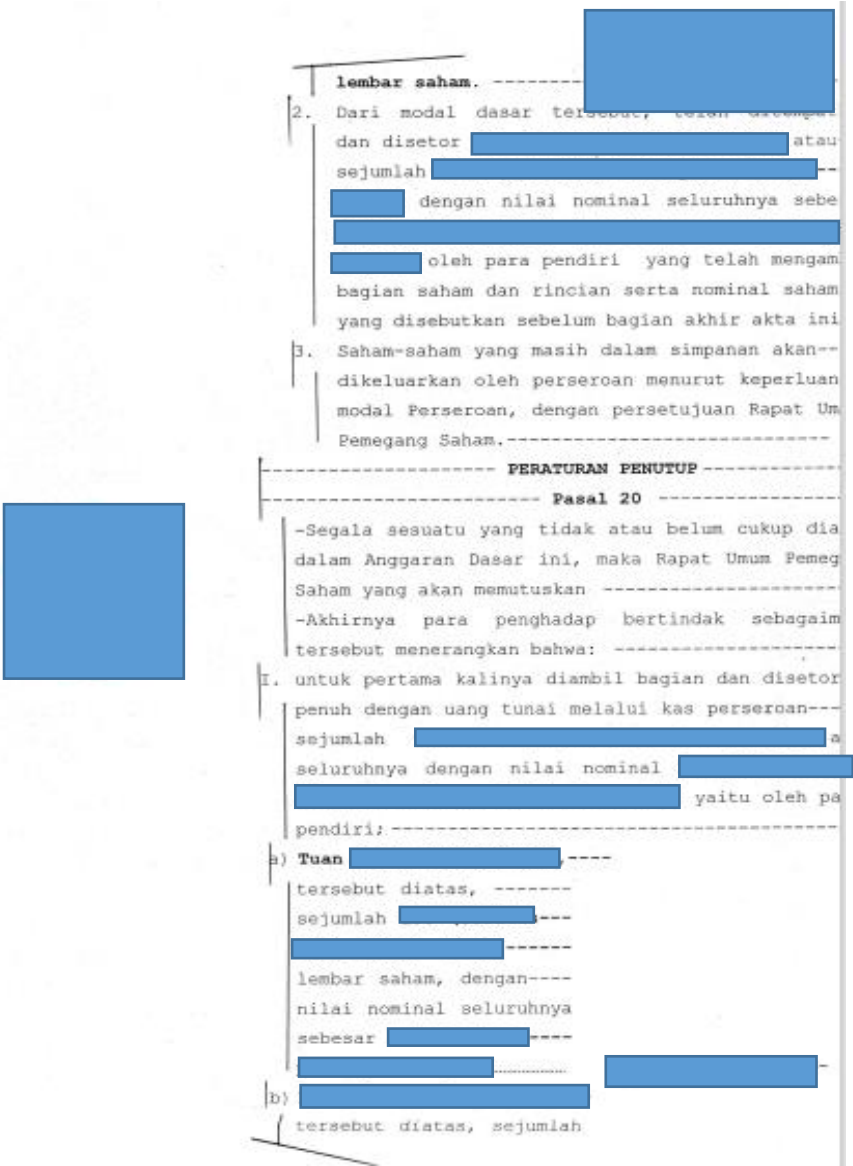 lembar saham. ----------
2. Dari modal dasar tersebut, telah ditempat
dan disetor atau
sejumlah --
dengan nilai nominal seluruhnya sebe
oleh para pendiri yang telah mengam
bagian saham dan rincian serta nominal saham
yang disebutkan sebelum bagian akhir akta ini
3. Saham-saham yang masih dalam simpanan akan--
dikeluarkan oleh perseroan menurut keperluan
modal Perseroan, dengan persetujuan Rapat Um
Pemegang Saham.-----------------------------
--------------------- PERATURAN PENUTUP ------------
------------------------- Pasal 20 ----------------
-Segala sesuatu yang tidak atau belum cukup dia
dalam Anggaran Dasar ini, maka Rapat Umum Pemeg
Saham yang akan memutuskan ---------------------
-Akhirnya para penghadap bertindak sebagaim
tersebut menerangkan bahwa: --------------------
I. untuk pertama kalinya diambil bagian dan disetor
penuh dengan uang tunai melalui kas perseroan---
sejumlah a
seluruhnya dengan nilai nominal
yaitu oleh pa
pendiri;----------------------------------------
a) Tuan ,----
tersebut diatas, -------
sejumlah ---
------
lembar saham, dengan----
nilai nominal seluruhnya
sebesar ----
b)
tersebut diatas, sejumlah